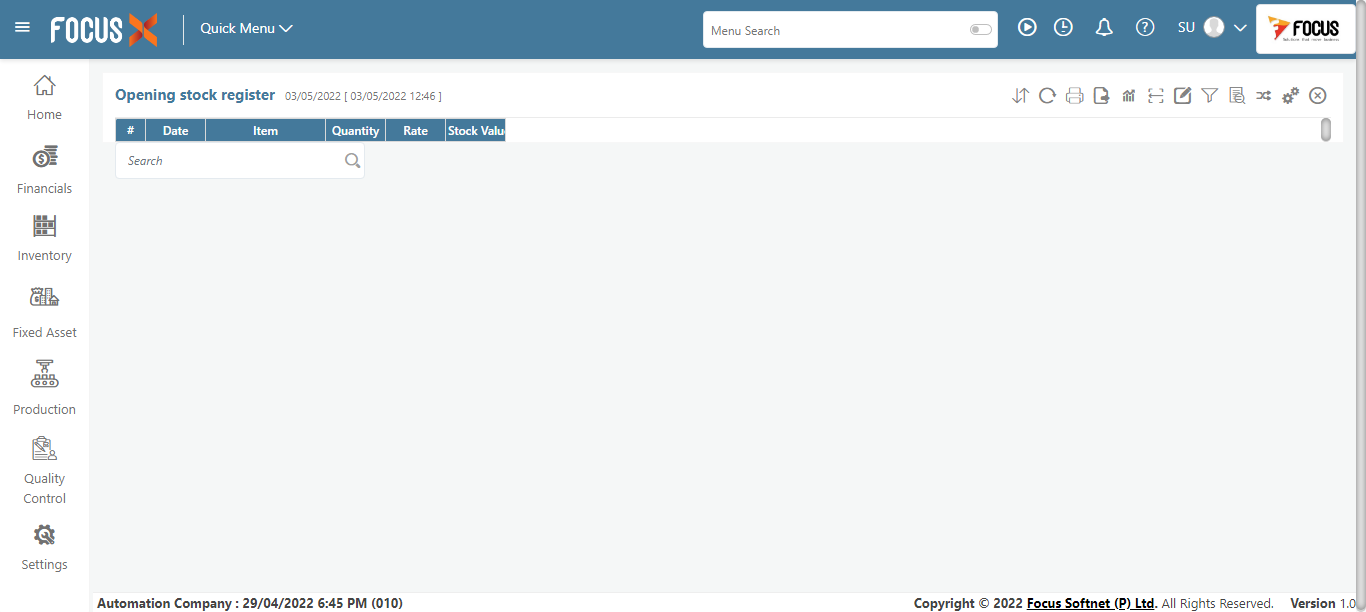 FOCUS X
Quick Menu
Menu Search
SU
FOCUS
Home
Financials
Inventory
Fixed Asset
Production
Quality
Control
Settings
Opening stock register 03/05/2022 [ 03/05/2022 12:46 ]
# Date Item Quantity Rate Stock Valu
Search
Automation Company : 29/04/2022 6:45 PM (010)
Copyright © 2022 Focus Softnet (P) Ltd. All Rights Reserved. Version 1.0